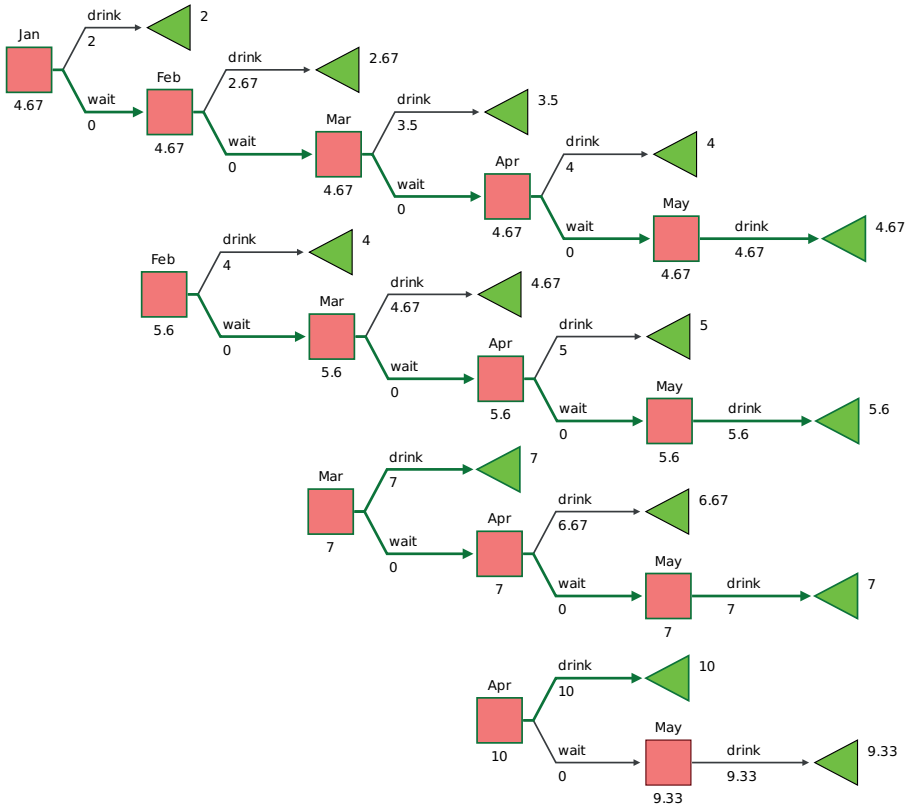 Jan
4.67
drink
2
2
wait
0
Feb
4.67
drink
2.67
2.67
wait
0
Mar
4.67
drink
3.5
3.5
wait
0
Apr
4.67
drink
4
4
wait
0
May
4.67
drink
4.67
4.67
Feb
5.6
drink
4
4
wait
0
Mar
5.6
drink
4.67
4.67
wait
0
Apr
5.6
drink
5
5
wait
0
May
5.6
drink
5.6
5.6
Mar
7
drink
7
7
wait
0
Apr
7
drink
6.67
6.67
wait
0
May
7
drink
7
7
Apr
10
drink
10
10
wait
0
May
9.33
drink
9.33
9.33